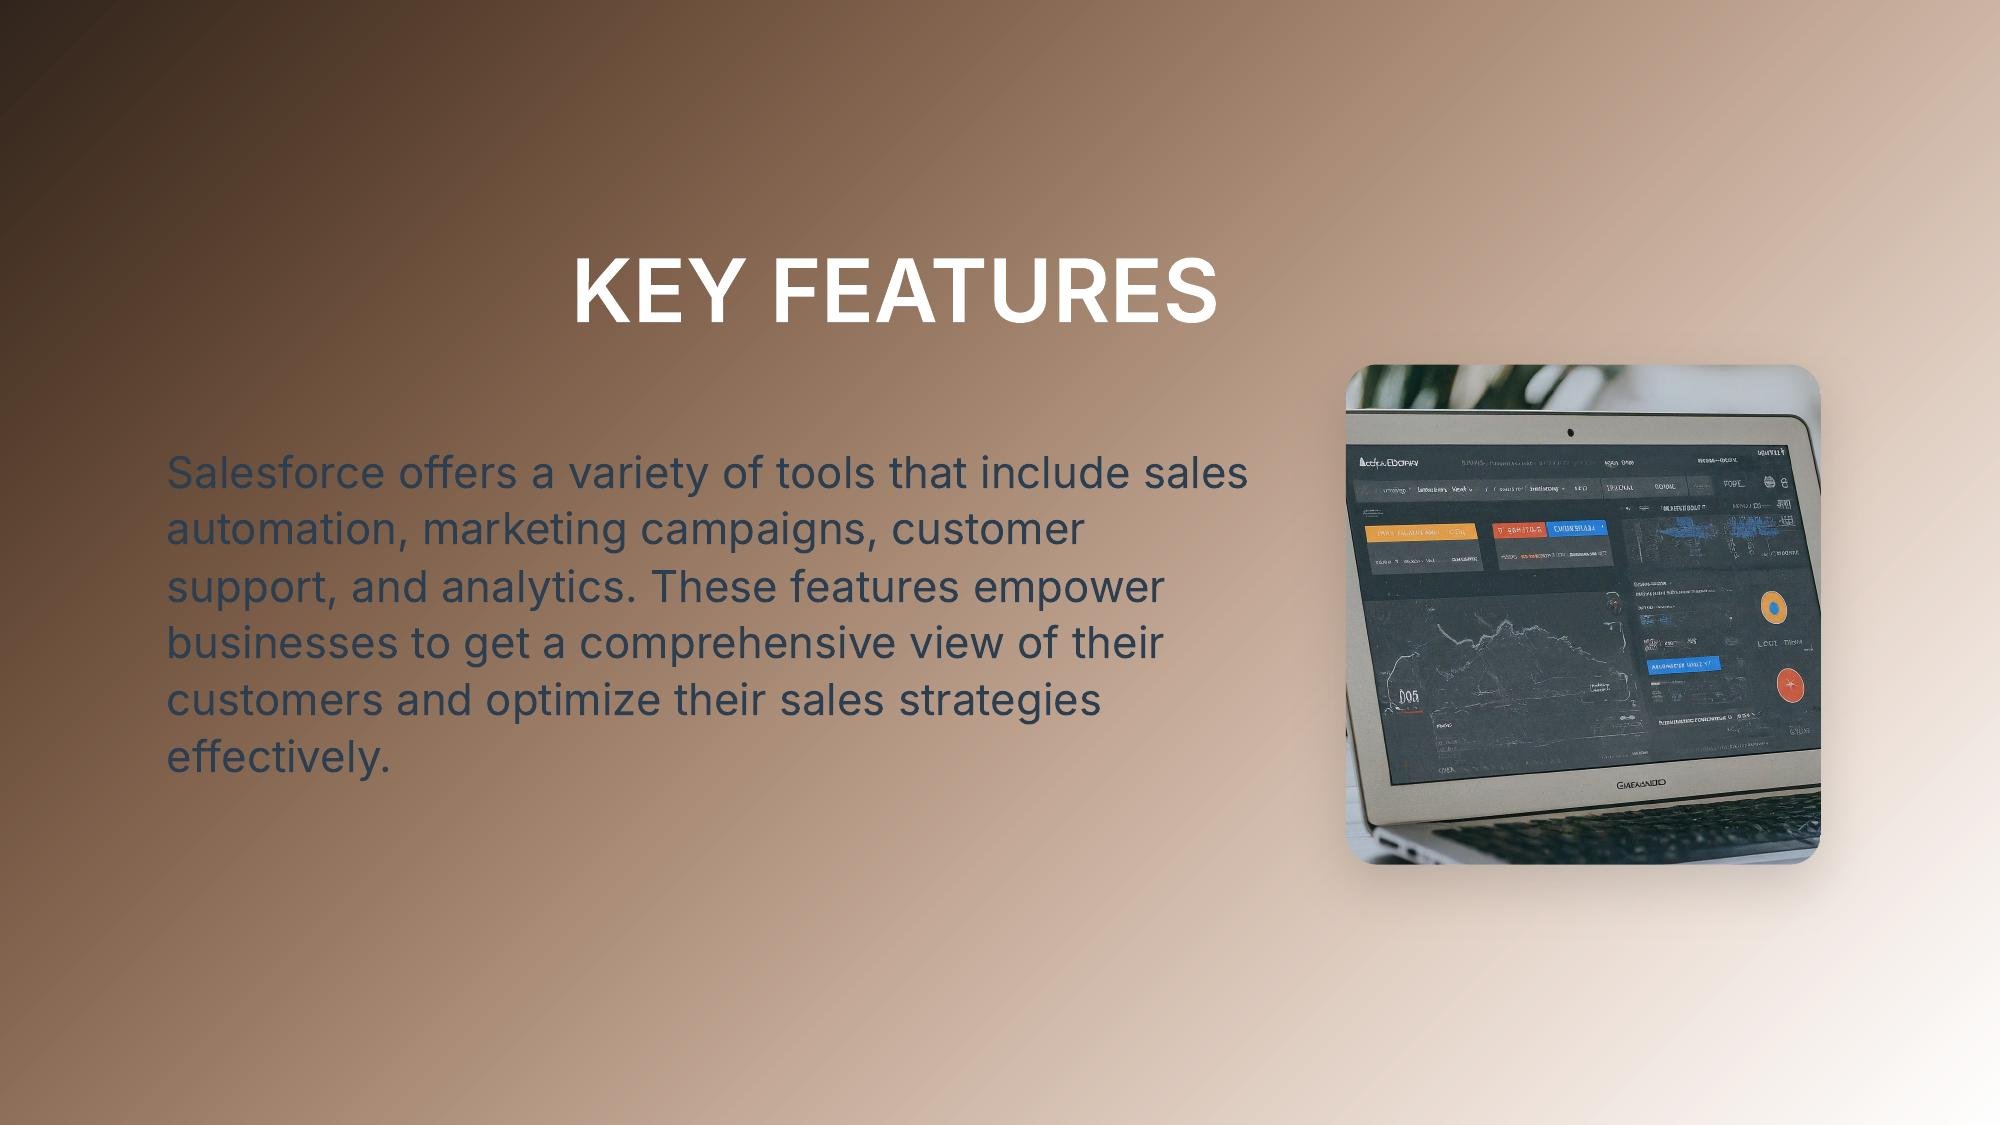 KEY FEATURES
Salesforce offers a variety of tools that include sales
automation, marketing campaigns, customer
support, and analytics. These features empower
businesses to get a comprehensive view of their
customers and optimize their sales strategies
effectively.